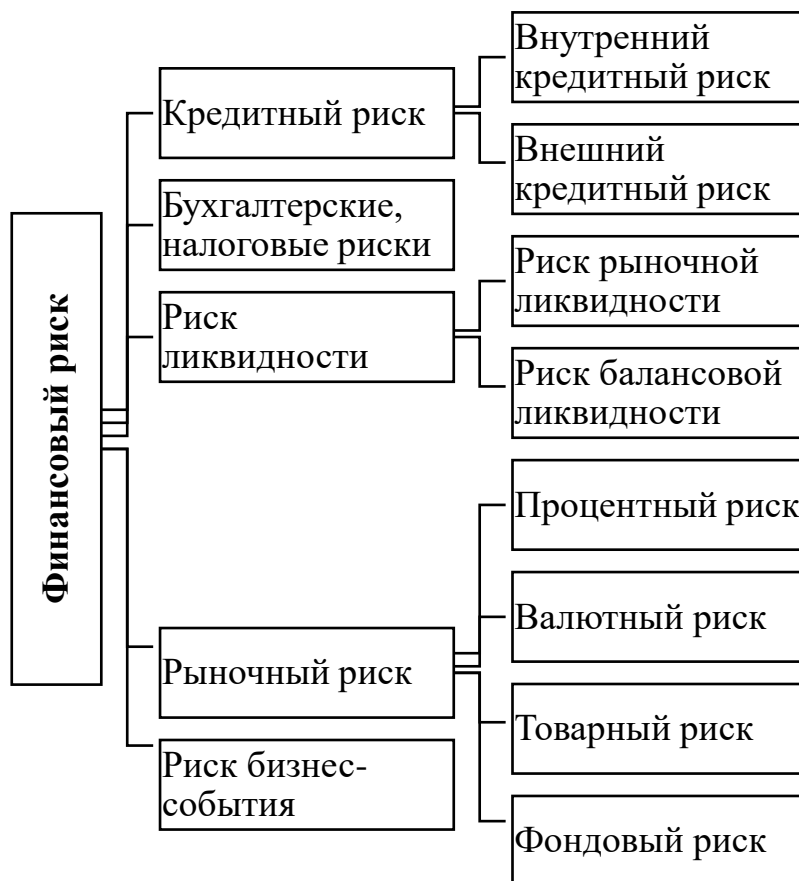 Финансовый риск
Кредитный риск
Внутренний
кредитный риск
Внешний
кредитный риск
Бухгалтерские,
налоговые риски
Риск
ликвидности
Риск рыночной
ликвидности
Риск балансовой
ликвидности
Рыночный риск
Процентный риск
Валютный риск
Товарный риск
Фондовый риск
Риск бизнес-
события